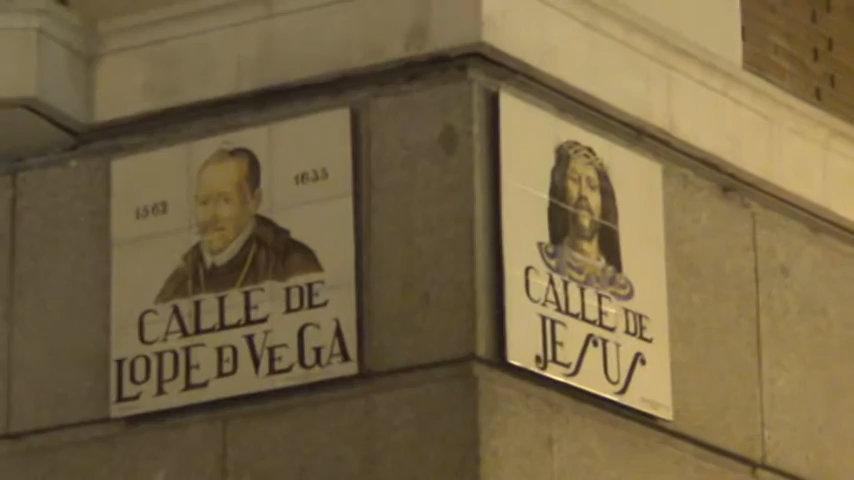 1562 1635
CALLE DE
LOPE D VEGA
CALLE DE
JESUS